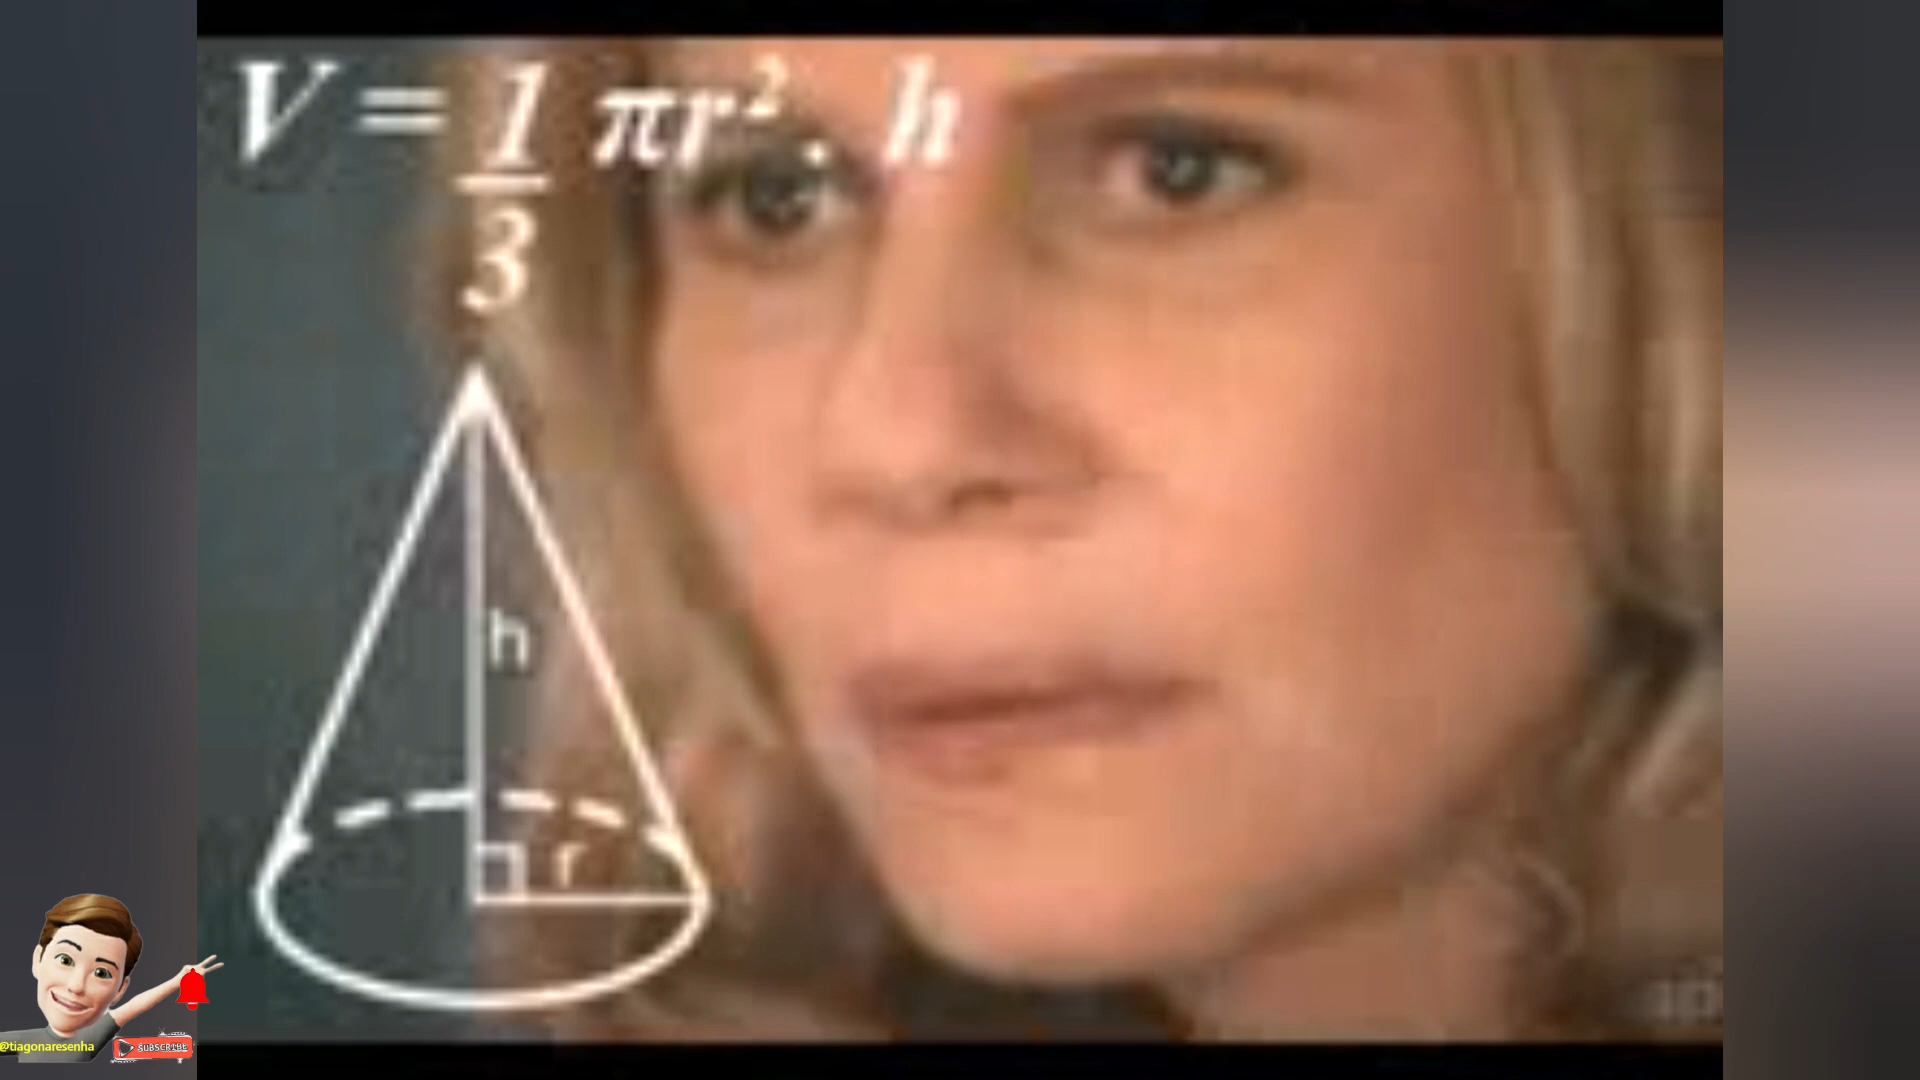 V = 1/3 πr². h
h
r
@tiagonaresenha
SUBSCRIBE